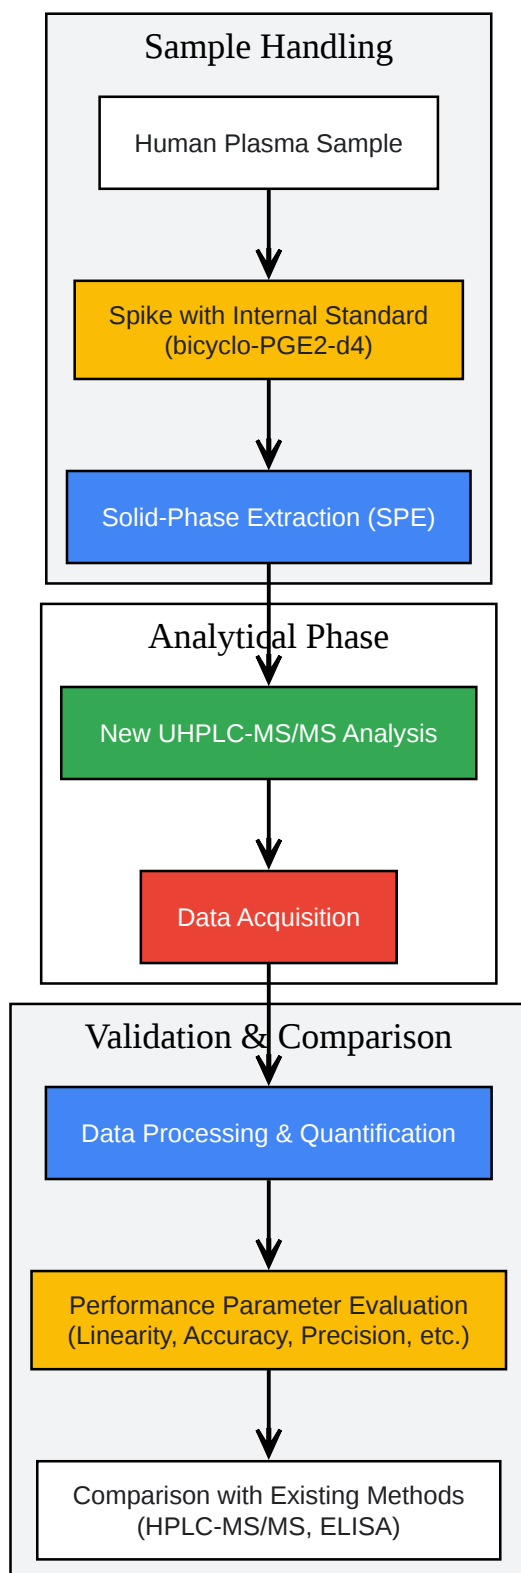 Sample Handling
Human Plasma Sample
Spike with Internal Standard
(bicyclo-PGE2-d4)
Solid-Phase Extraction (SPE)
Analytical Phase
New UHPLC-MS/MS Analysis
Data Acquisition
Validation & Comparison
Data Processing & Quantification
Performance Parameter Evaluation
(Linearity, Accuracy, Precision, etc.)
Comparison with Existing Methods
(HPLC-MS/MS, ELISA)